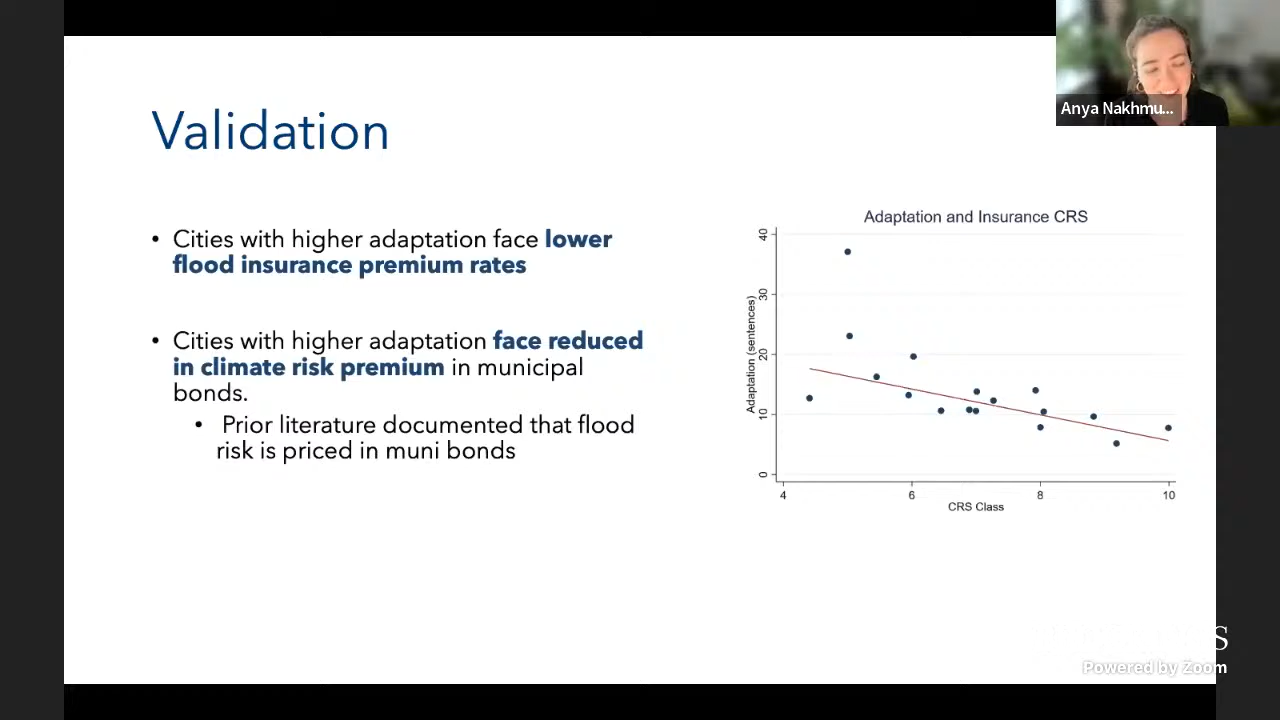 Anya Nakhmu...
Validation
• Cities with higher adaptation face lower
flood insurance premium rates
• Cities with higher adaptation face reduced
in climate risk premium in municipal
bonds.
• Prior literature documented that flood
risk is priced in muni bonds
Adaptation and Insurance CRS
Adaptation (sentences)
40
30
20
10
0
4 6 8 10
CRS Class
S
Powered by Zoom